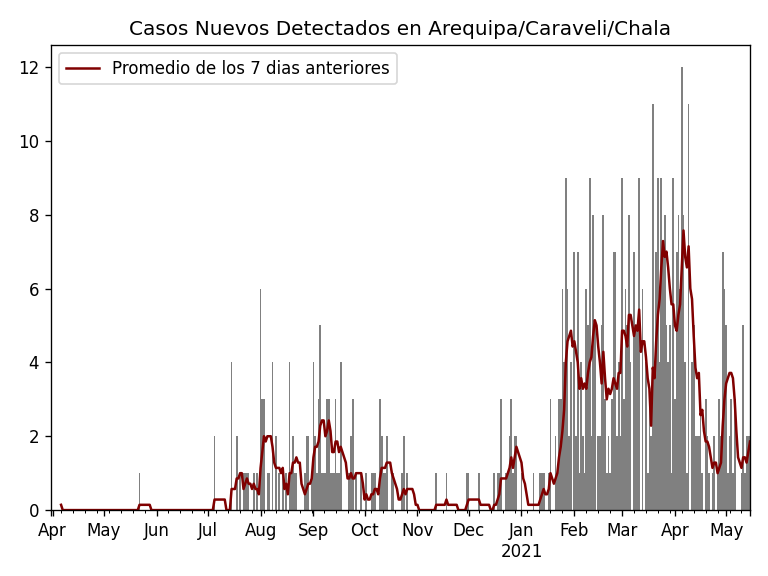 Casos Nuevos Detectados en Arequipa/Caraveli/Chala
Promedio de los 7 dias anteriores
12
10
8
6
4
2
0
Apr May Jun Jul Aug Sep Oct Nov Dec Jan Feb Mar Apr May
2021